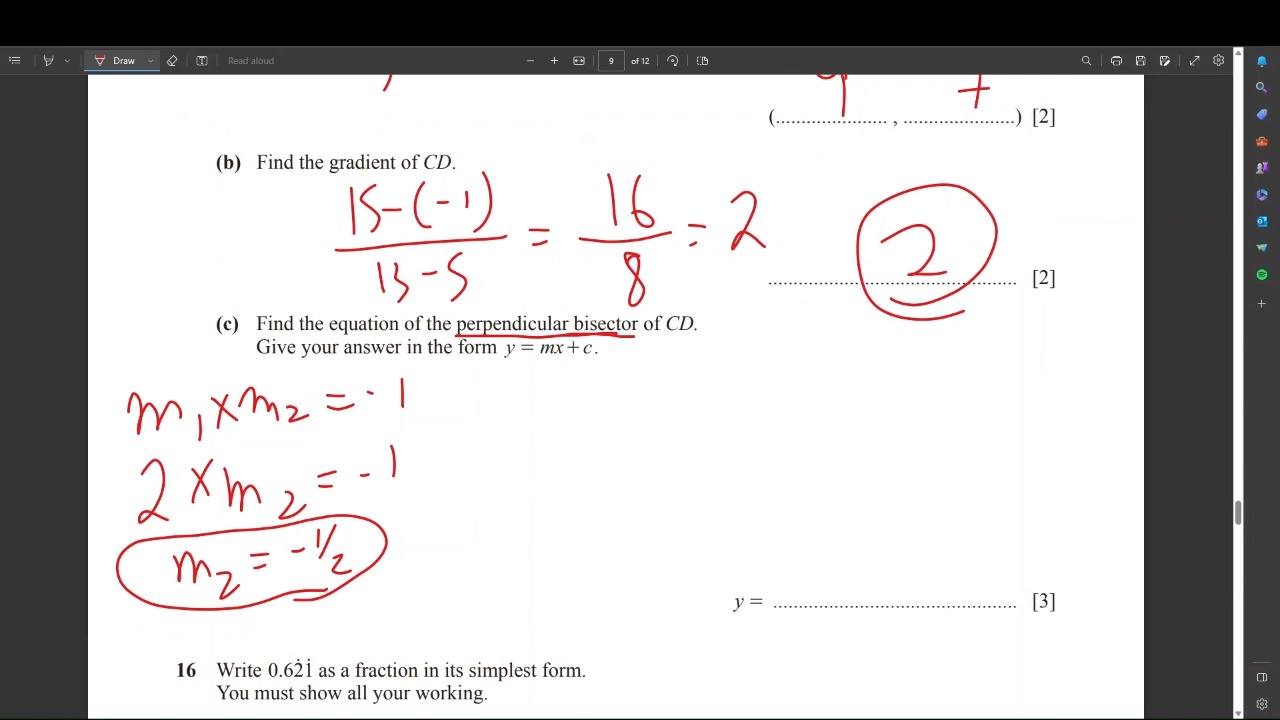 Draw
Read aloud
9 of 12
9 7
(......................, ......................) [2]
(b) Find the gradient of CD.
15-(-1) / 13-5 = 16/8 = 2
2
................................................. [2]
(c) Find the equation of the perpendicular bisector of CD.
Give your answer in the form y = mx + c.
m₁ × m₂ = -1
2 × m₂ = -1
m₂ = -1/2
y = ................................................. [3]
16 Write 0.62̇1̇ as a fraction in its simplest form.
You must show all your working.